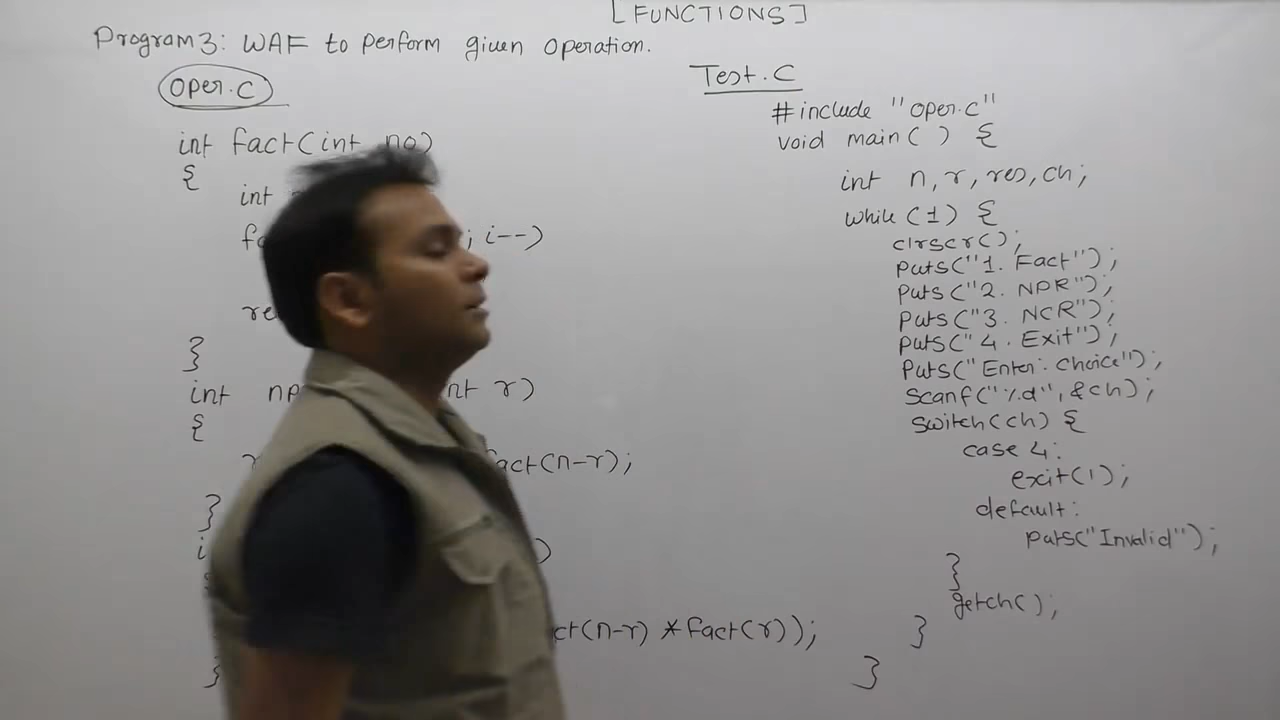 [FUNCTIONS]
Program3: WAF to perform given operation.
Oper.C
int fact(int no)
{
int
; i--)
}
int r)
{
fact(n-r);
}
)
fact(n-r) *fact(r));
}
Test.C
#include "Oper.c"
void main( ) {
int n, r, res, ch;
while (1) {
clrscr();
puts("1. Fact");
puts("2. NPR");
puts("3. NCR");
puts("4. Exit");
puts("Enter: Choice");
scanf("%d", &ch);
switch(ch) {
case 4:
exit(1);
default:
puts("Invalid");
}
getch();
}
}